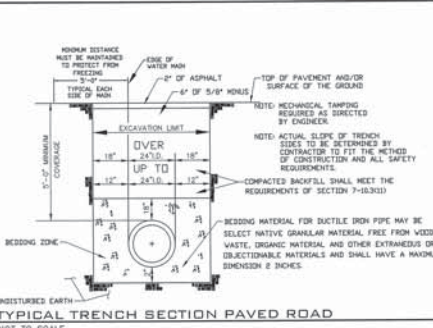 MINIMUM DISTANCE
MUST BE MAINTAINED
TO PROTECT FROM
FREEZING
5'-0"
TYPICAL EACH
SIDE OF MAIN
EDGE OF
WATER MAIN
2" OF ASPHALT
6" OF 5/8" MINUS
TOP OF PAVEMENT AND/OR
SURFACE OF THE GROUND
NOTE: MECHANICAL TAMPING
REQUIRED AS DIRECTED
BY ENGINEER.
NOTE: ACTUAL SLOPE OF TRENCH
SIDES TO BE DETERMINED BY
CONTRACTOR TO FIT THE METHOD
OF CONSTRUCTION AND ALL SAFETY
REQUIREMENTS.
EXCAVATION LIMIT
OVER
18" 24"I.D. 18"
UP TO
12" 24"I.D. 12"
5'-0" MINIMUM
COVERAGE
COMPACTED BACKFILL SHALL MEET THE
REQUIREMENTS OF SECTION 7-10.3(11)
18"
BEDDING MATERIAL FOR DUCTILE IRON PIPE MAY BE
SELECT NATIVE GRANULAR MATERIAL FREE FROM WOOD
WASTE, ORGANIC MATERIAL AND OTHER EXTRANEOUS OR
OBJECTIONABLE MATERIALS AND SHALL HAVE A MAXIMUM
DIMENSION 2 INCHES.
BEDDING ZONE
UNDISTURBED EARTH
TYPICAL TRENCH SECTION PAVED ROAD
NOT TO SCALE